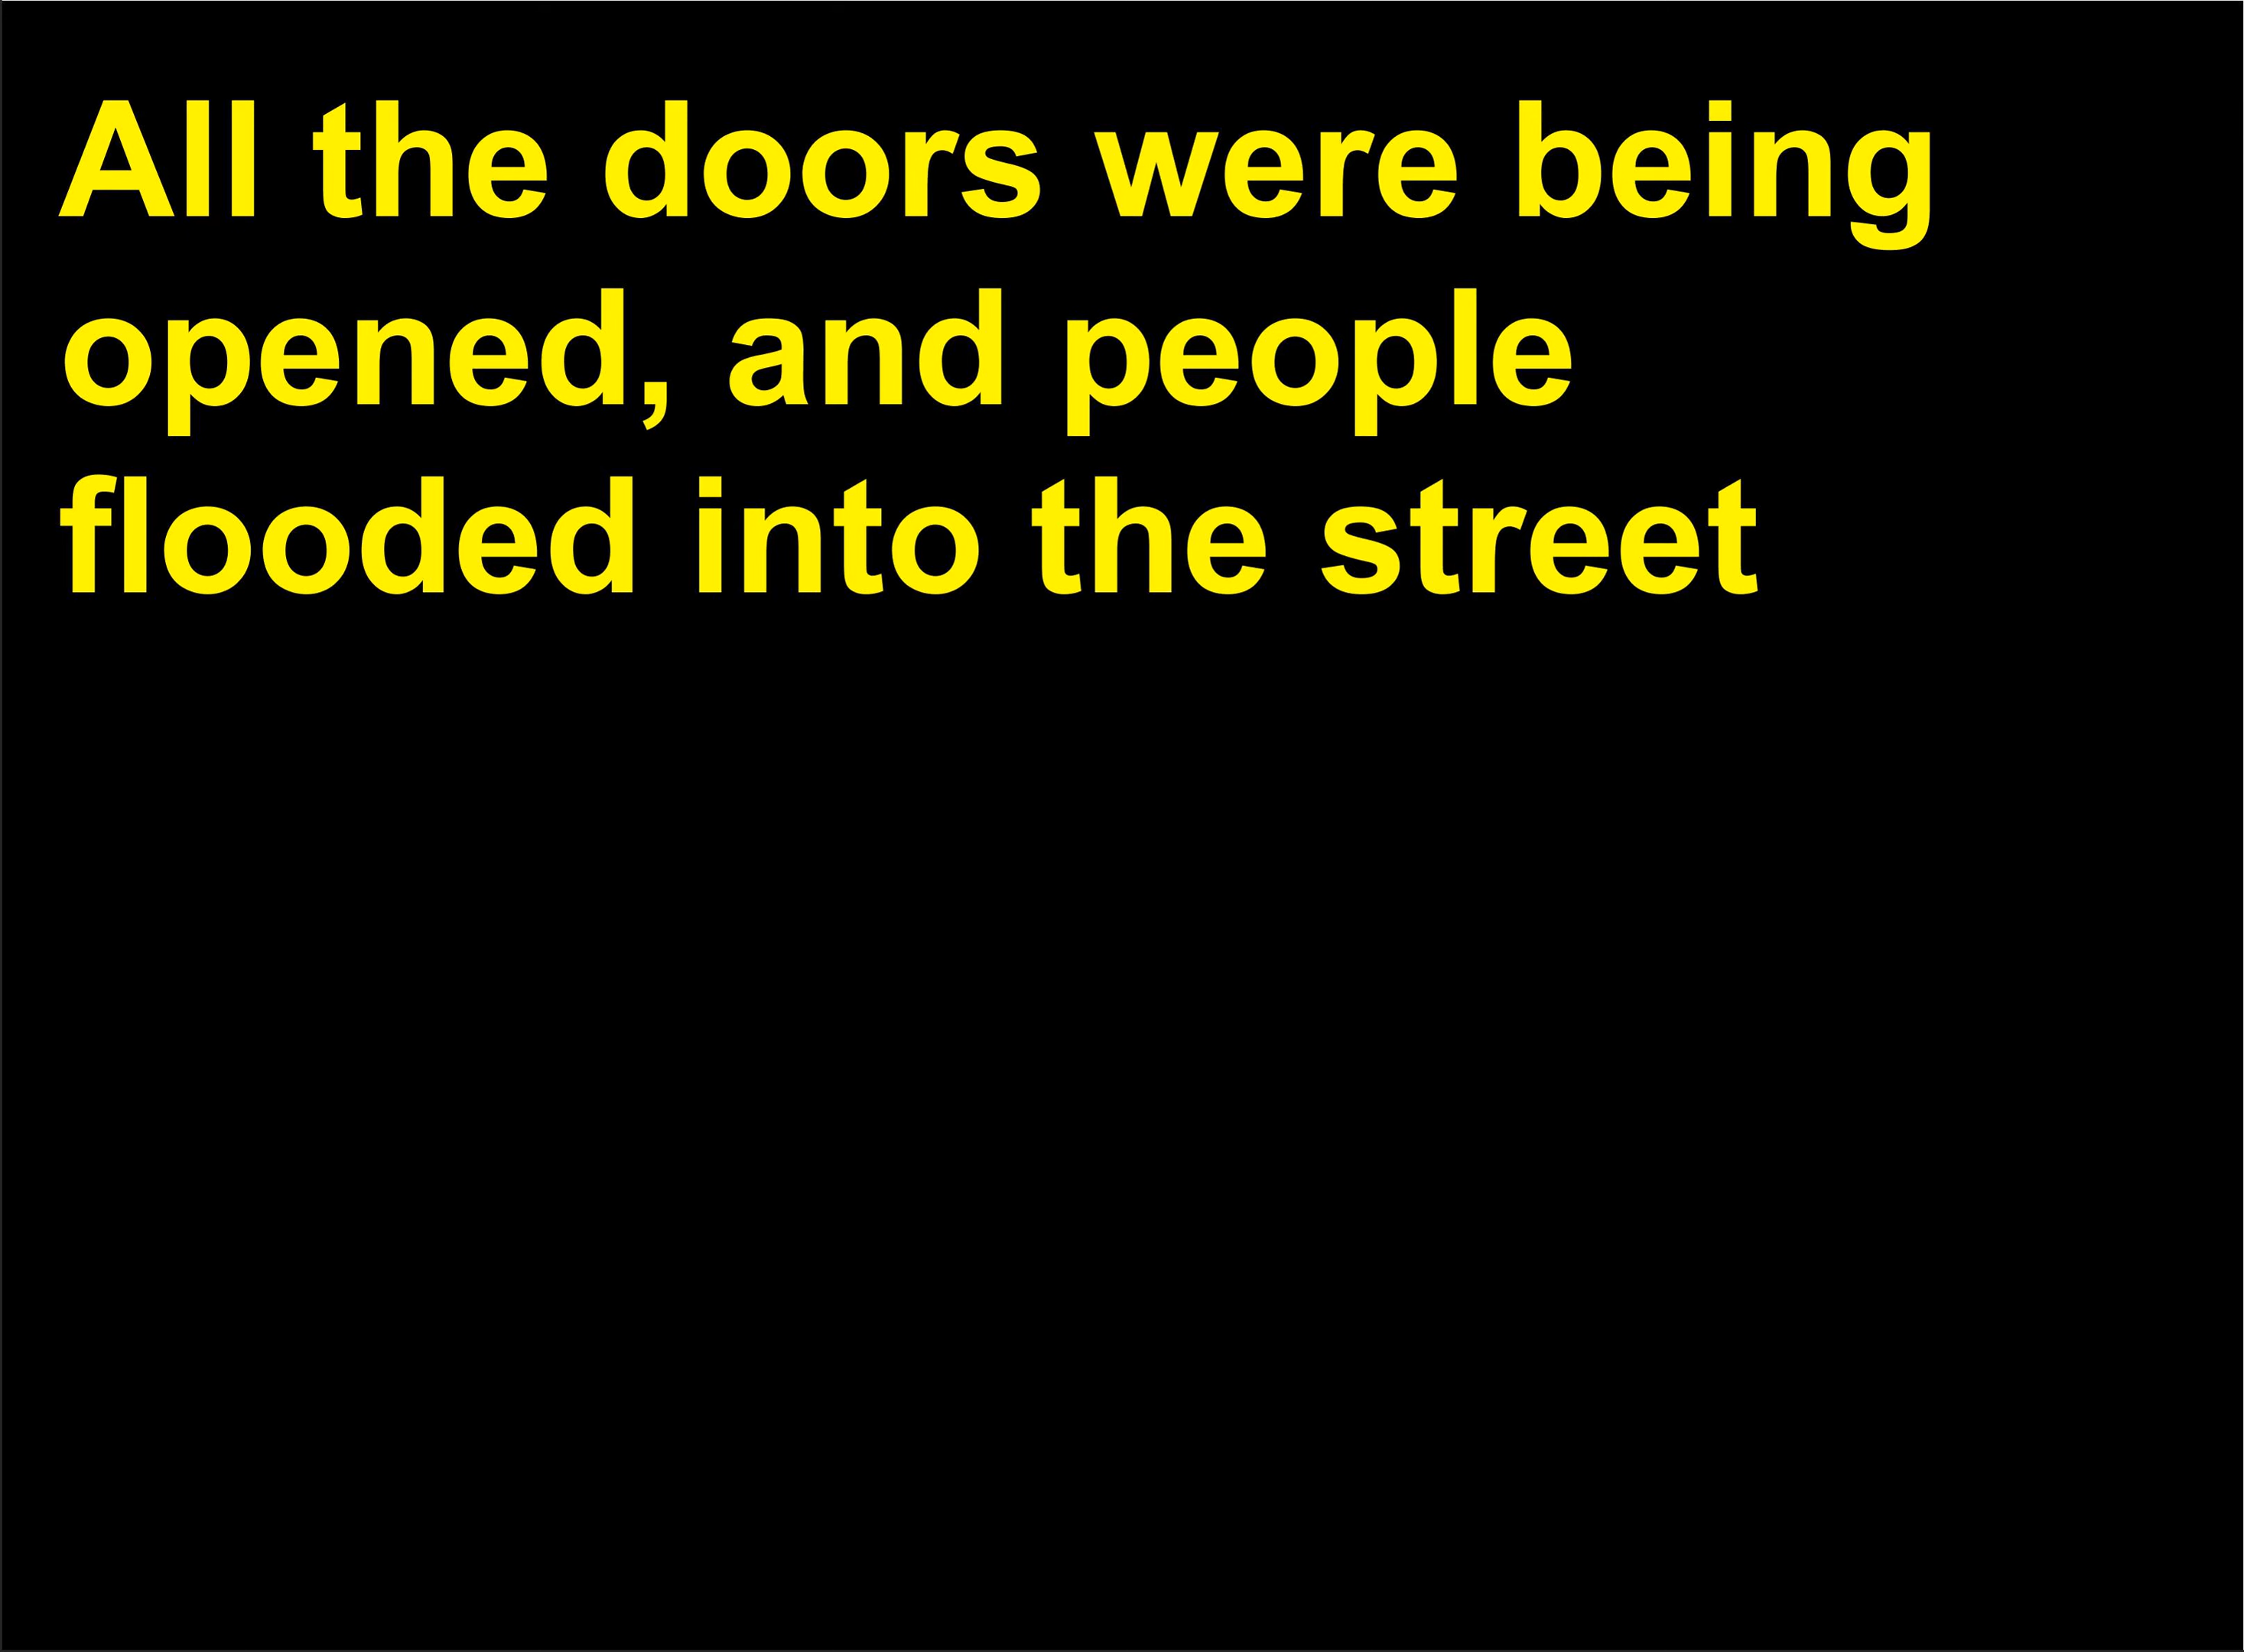 All the doors were being
opened, and people
flooded into the street